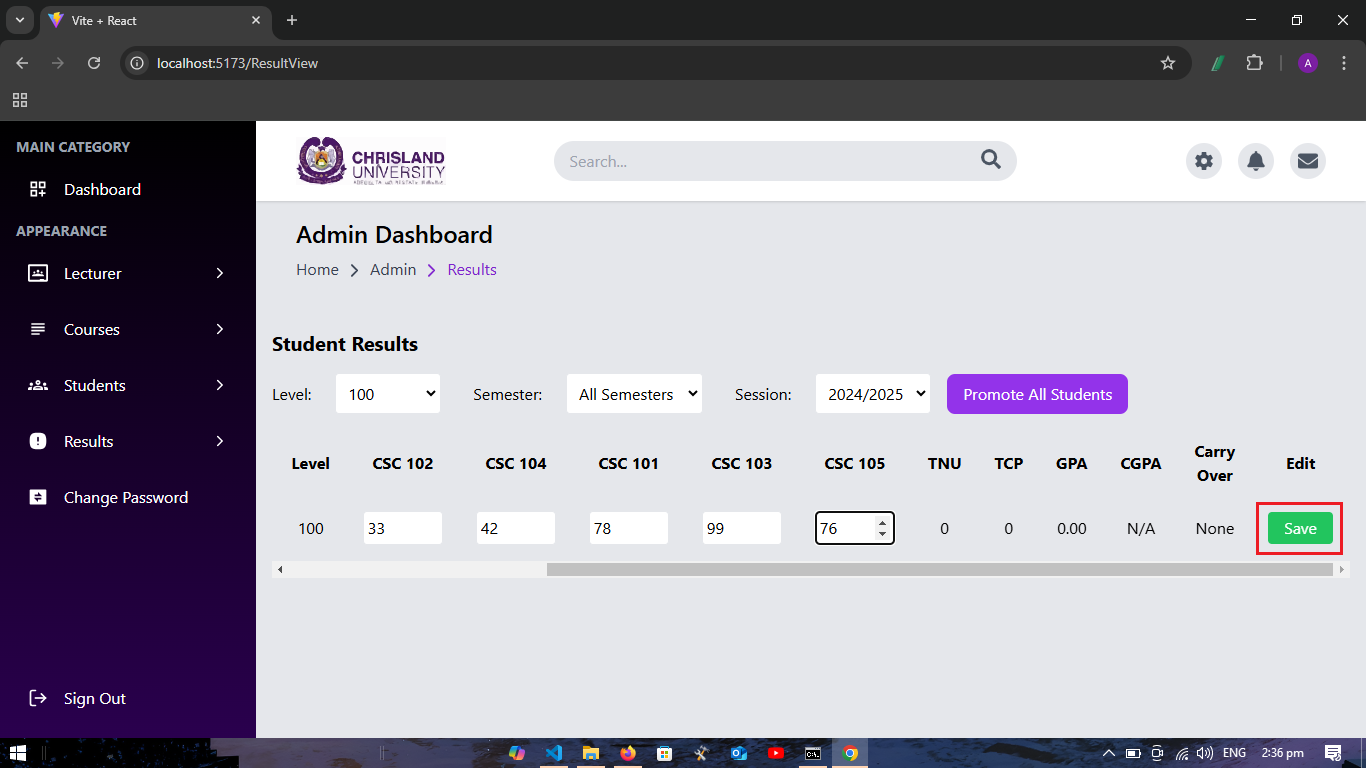 Vite + React
localhost:5173/ResultView
A
MAIN CATEGORY
Dashboard
APPEARANCE
Lecturer
Courses
Students
Results
Change Password
Sign Out
CHRISLAND
UNIVERSITY
Search...
Admin Dashboard
Home Admin Results
Student Results
Level: 100 Semester: All Semesters Session: 2024/2025 Promote All Students
Level CSC 102 CSC 104 CSC 101 CSC 103 CSC 105 TNU TCP GPA CGPA Carry Over Edit
100 33 42 78 99 76 0 0 0.00 N/A None Save
ENG 2:36 pm